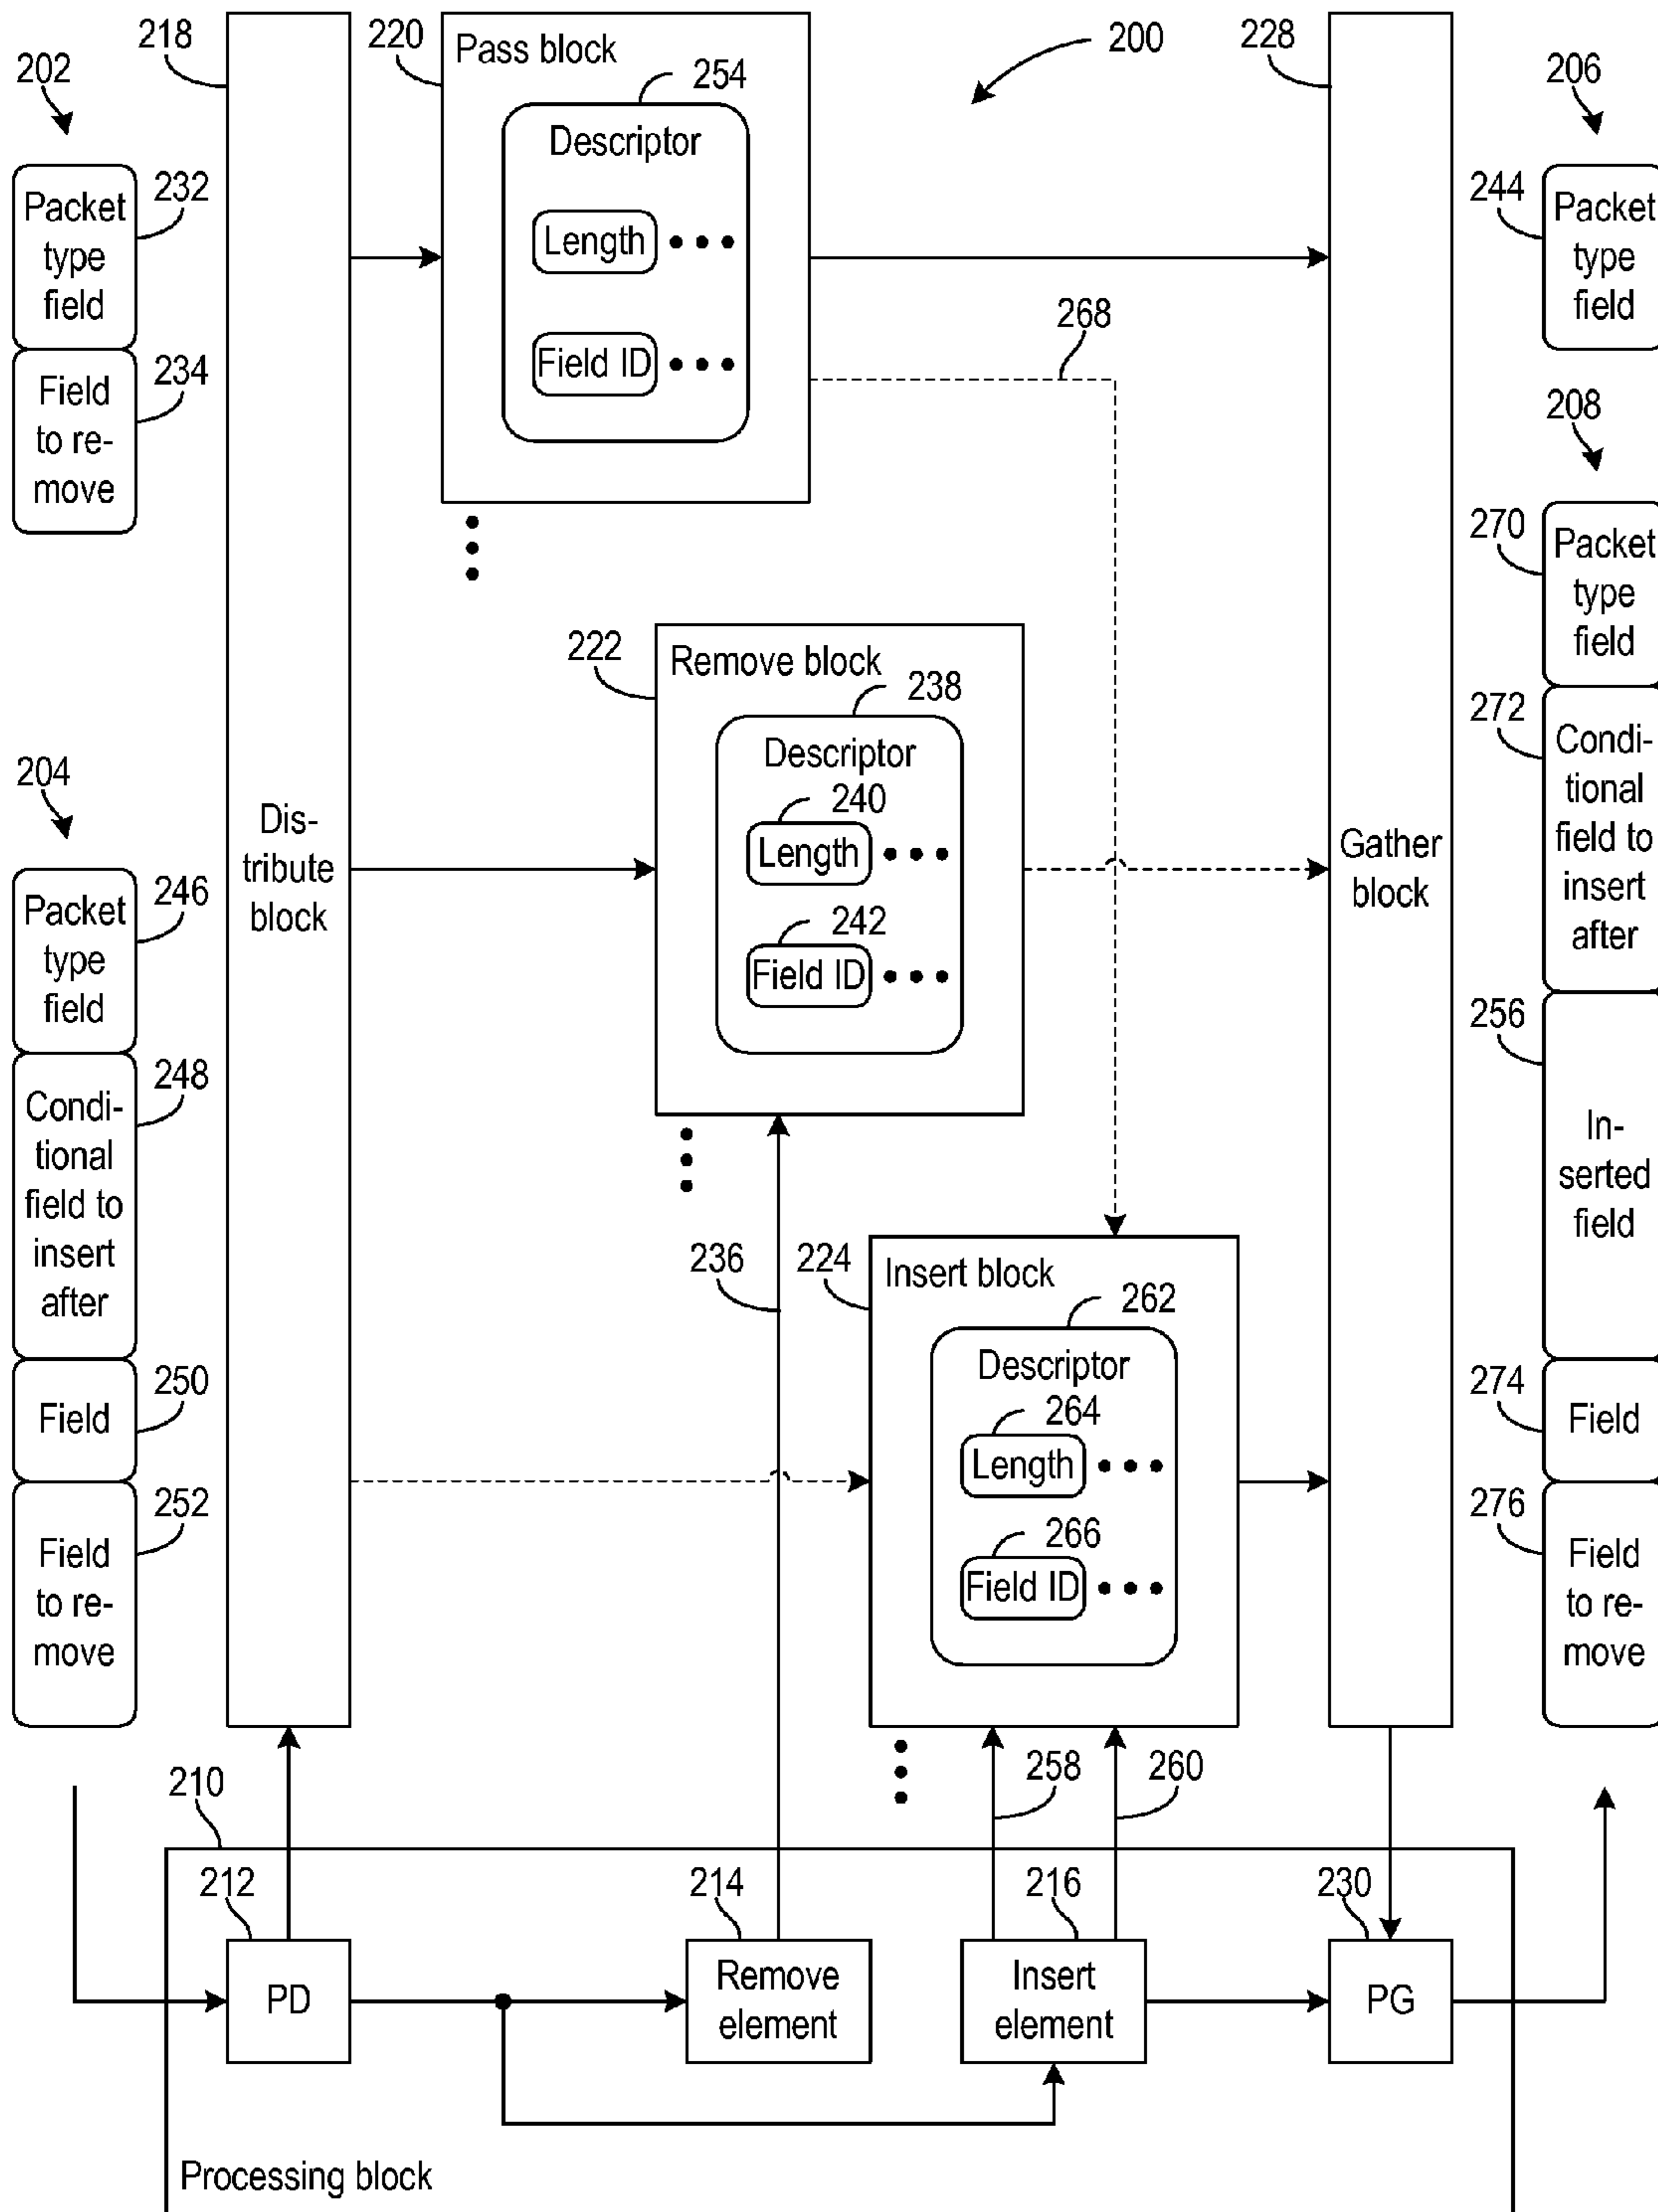 202
Packet
type
field
232
Field
to re-
move
234
204
Packet
type
field
246
Condi-
tional
field to
insert
after
248
Field
250
Field
to re-
move
252
218
Dis-
tribute
block
220
Pass block
254
Descriptor
Length
Field ID
200
268
222
Remove block
238
Descriptor
240
Length
242
Field ID
236
224
Insert block
262
Descriptor
264
Length
266
Field ID
258
260
228
Gather
block
206
244
Packet
type
field
208
270
Packet
type
field
272
Condi-
tional
field to
insert
after
256
In-
serted
field
274
Field
276
Field
to re-
move
210
212
PD
214
Remove
element
216
Insert
element
230
PG
Processing block